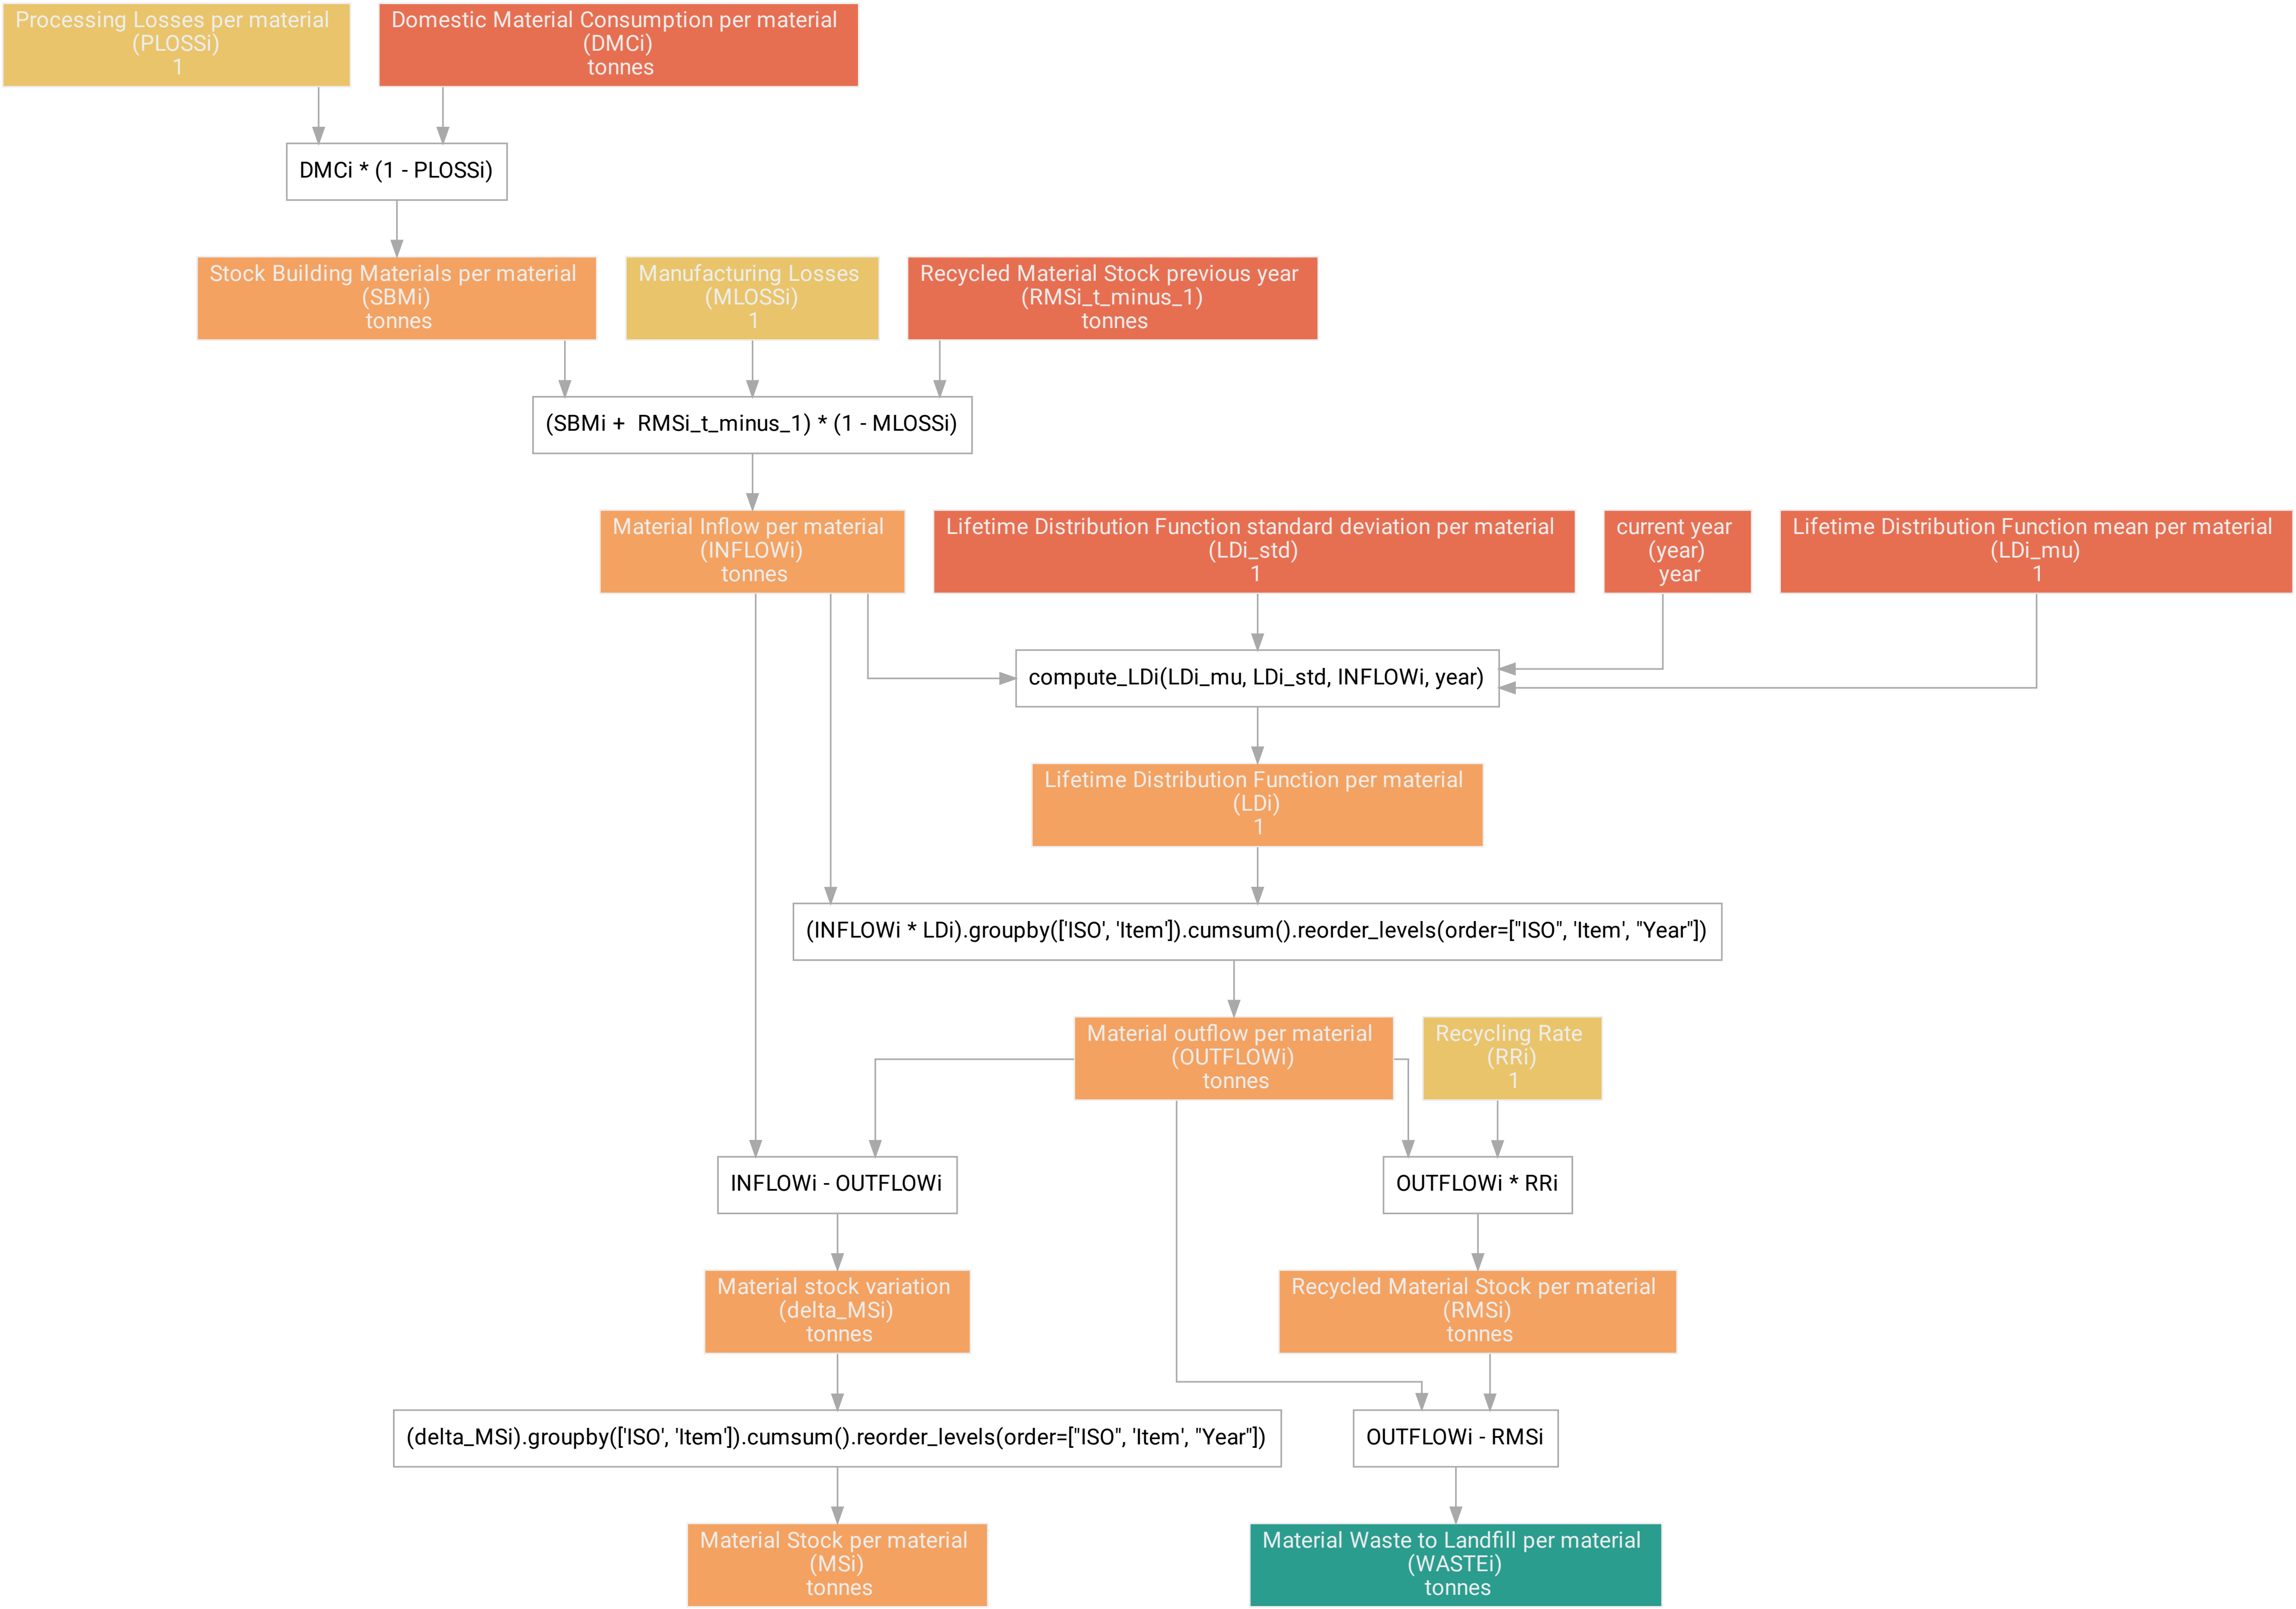 Processing Losses per material
(PLOSSi)
1
Domestic Material Consumption per material
(DMCi)
tonnes
DMCi * (1 - PLOSSi)
Stock Building Materials per material
(SBMi)
tonnes
Manufacturing Losses
(MLOSSi)
1
Recycled Material Stock previous year
(RMSi_t_minus_1)
tonnes
(SBMi +  RMSi_t_minus_1) * (1 - MLOSSi)
Material Inflow per material
(INFLOWi)
tonnes
Lifetime Distribution Function standard deviation per material
(LDi_std)
1
current year
(year)
year
Lifetime Distribution Function mean per material
(LDi_mu)
1
compute_LDi(LDi_mu, LDi_std, INFLOWi, year)
Lifetime Distribution Function per material
(LDi)
1
(INFLOWi * LDi).groupby(['ISO', 'Item']).cumsum().reorder_levels(order=["ISO", 'Item', "Year"])
Material outflow per material
(OUTFLOWi)
tonnes
Recycling Rate
(RRi)
1
INFLOWi - OUTFLOWi
OUTFLOWi * RRi
Material stock variation
(delta_MSi)
tonnes
Recycled Material Stock per material
(RMSi)
tonnes
(delta_MSi).groupby(['ISO', 'Item']).cumsum().reorder_levels(order=["ISO", 'Item', "Year"])
OUTFLOWi - RMSi
Material Stock per material
(MSi)
tonnes
Material Waste to Landfill per material
(WASTEi)
tonnes